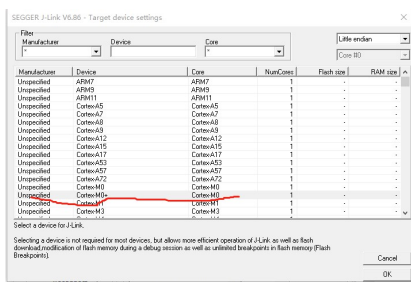 SEGGER J-Link V6.86 - Target device settings
Filter
Manufacturer Device Core
* *
Little endian
Core #0
Manufacturer Device Core NumCores Flash size RAM size
Unspecified ARM7 ARM7 1 - -
Unspecified ARM9 ARM9 1 - -
Unspecified ARM11 ARM11 1 - -
Unspecified Cortex-A5 Cortex-A5 1 - -
Unspecified Cortex-A7 Cortex-A7 1 - -
Unspecified Cortex-A8 Cortex-A8 1 - -
Unspecified Cortex-A9 Cortex-A9 1 - -
Unspecified Cortex-A12 Cortex-A12 1 - -
Unspecified Cortex-A15 Cortex-A15 1 - -
Unspecified Cortex-A17 Cortex-A17 1 - -
Unspecified Cortex-A53 Cortex-A53 1 - -
Unspecified Cortex-A57 Cortex-A57 1 - -
Unspecified Cortex-A72 Cortex-A72 1 - -
Unspecified Cortex-M0 Cortex-M0 1 - -
Unspecified Cortex-M0+ Cortex-M0 1 - -
Unspecified Cortex-M1 Cortex-M1 1 - -
Unspecified Cortex-M3 Cortex-M3 1 - -
Select a device for J-Link.
Selecting a device is not required for most devices, but allows more efficient operation of J-Link as well as flash
download,modification of flash memory during a debug session as well as unlimited breakpoints in flash memory (Flash
Breakpoints).
Cancel
OK